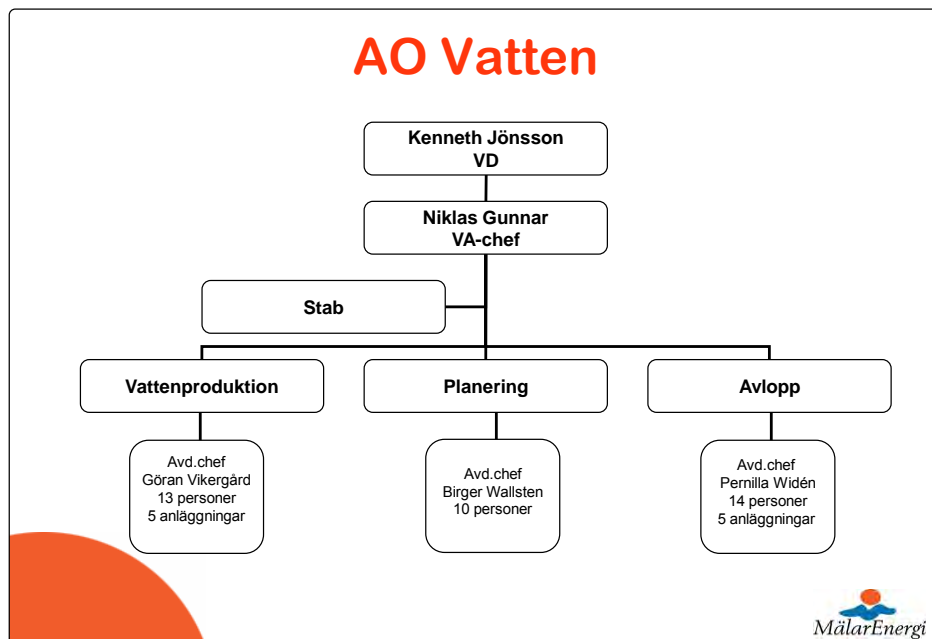 AO Vatten
Kenneth Jönsson
VD
Niklas Gunnar
VA-chef
Stab
Vattenproduktion
Planering
Avlopp
Avd.chef
Göran Vikergård
13 personer
5 anläggningar
Avd.chef
Birger Wallsten
10 personer
Avd.chef
Pernilla Widén
14 personer
5 anläggningar
MälarEnergi